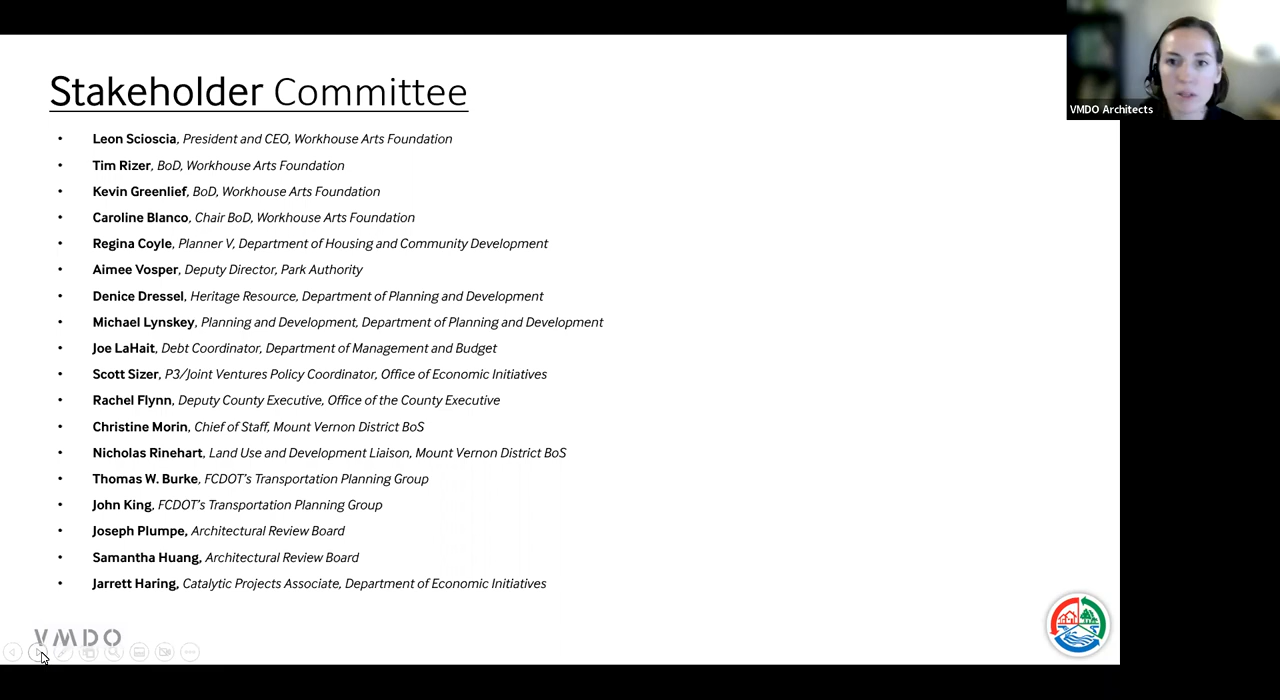 Stakeholder Committee
VMDO Architects
• Leon Scioscia, President and CEO, Workhouse Arts Foundation
• Tim Rizer, BoD, Workhouse Arts Foundation
• Kevin Greenlief, BoD, Workhouse Arts Foundation
• Caroline Blanco, Chair BoD, Workhouse Arts Foundation
• Regina Coyle, Planner V, Department of Housing and Community Development
• Aimee Vosper, Deputy Director, Park Authority
• Denice Dressel, Heritage Resource, Department of Planning and Development
• Michael Lynskey, Planning and Development, Department of Planning and Development
• Joe LaHait, Debt Coordinator, Department of Management and Budget
• Scott Sizer, P3/Joint Ventures Policy Coordinator, Office of Economic Initiatives
• Rachel Flynn, Deputy County Executive, Office of the County Executive
• Christine Morin, Chief of Staff, Mount Vernon District BoS
• Nicholas Rinehart, Land Use and Development Liaison, Mount Vernon District BoS
• Thomas W. Burke, FCDOT's Transportation Planning Group
• John King, FCDOT's Transportation Planning Group
• Joseph Plumpe, Architectural Review Board
• Samantha Huang, Architectural Review Board
• Jarrett Haring, Catalytic Projects Associate, Department of Economic Initiatives
VMDO